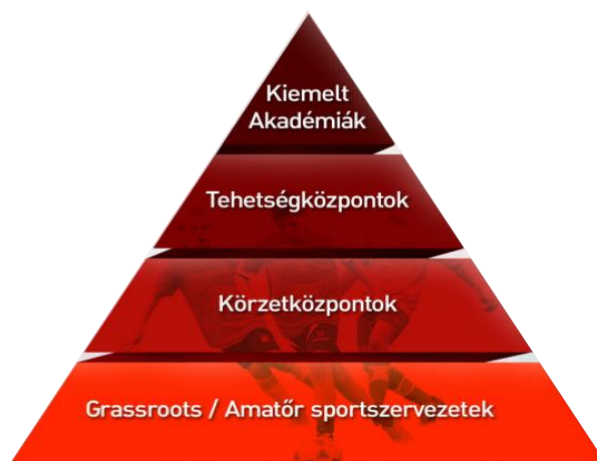 Kiemelt
Akadémiák
Tehetségközpontok
Körzetközpontok
Grassroots / Amatőr sportszervezetek